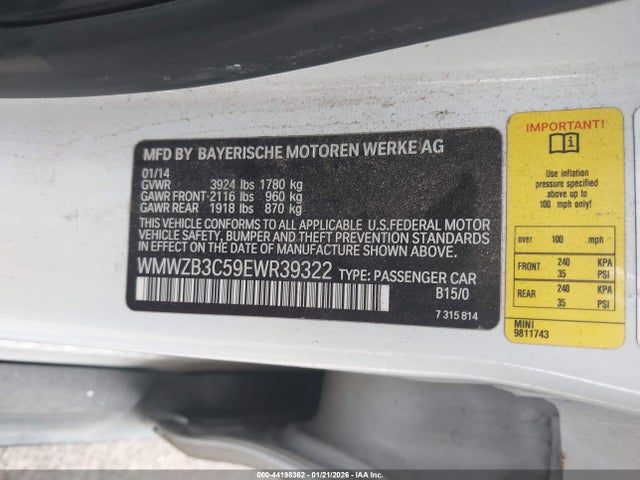 MFD BY BAYERISCHE MOTOREN WERKE AG
01/14
GVWR 3924 lbs 1780 kg
GAWR FRONT 2116 lbs 960 kg
GAWR REAR 1918 lbs 870 kg
THIS VEHICLE CONFORMS TO ALL APPLICABLE U.S.FEDERAL MOTOR
VEHICLE SAFETY, BUMPER AND THEFT PREVENTION STANDARDS
IN EFFECT ON THE DATE OF MANUFACTURE SHOWN ABOVE.
WMWZB3C59EWR39322 TYPE: PASSENGER CAR
B15/0
7 315 814
IMPORTANT!
Use inflation
pressure specified
above for up to
100 mph only!
over 100 mph
FRONT 240 KPA
35 PSI
REAR 240 KPA
35 PSI
MINI
9811743
000-44198362 - 01/21/2026 - IAA Inc.